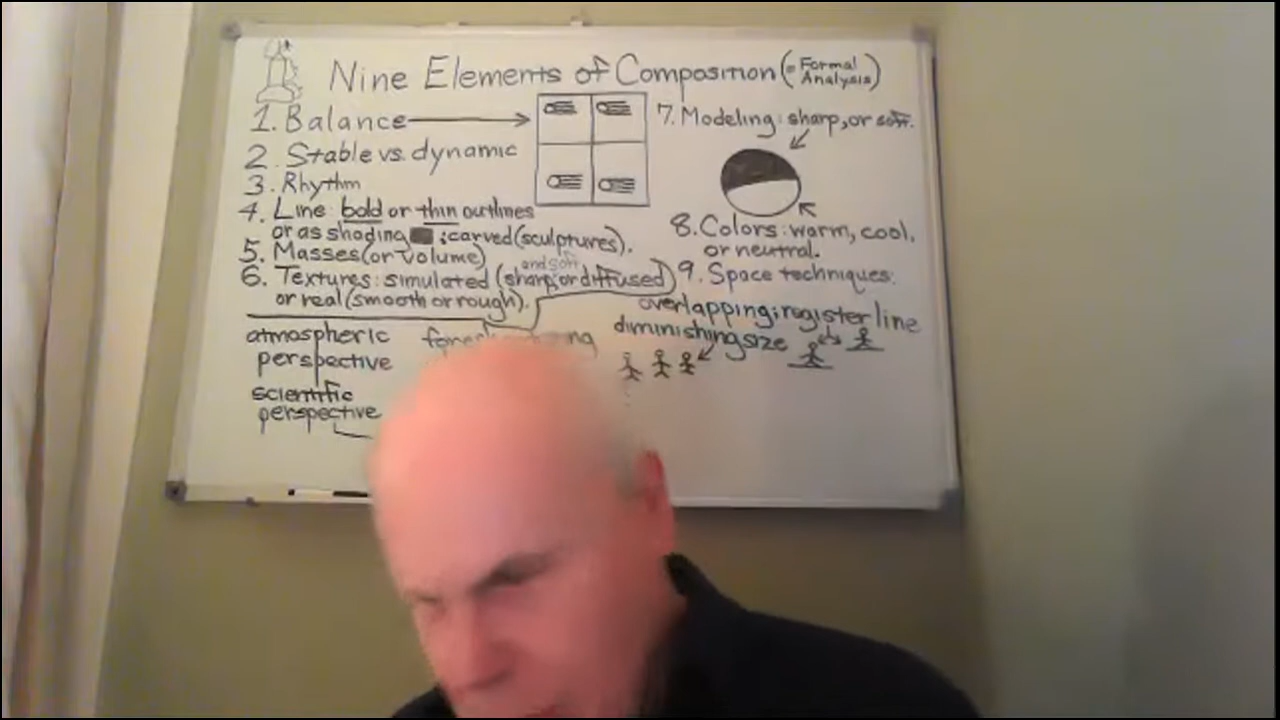 Nine Elements of Composition (= Formal Analysis)
1. Balance
2. Stable vs. dynamic
3. Rhythm
4. Line: bold or thin outlines
or as shading ; carved (sculptures).
5. Masses (or volume)
6. Textures: simulated (sharp, or diffused)
and soft
or real (smooth or rough).
7. Modeling: sharp, or soft.
8. Colors: warm, cool,
or neutral.
9. Space techniques:
overlapping; register line
diminishing size
atmospheric
perspective
scientific
perspective